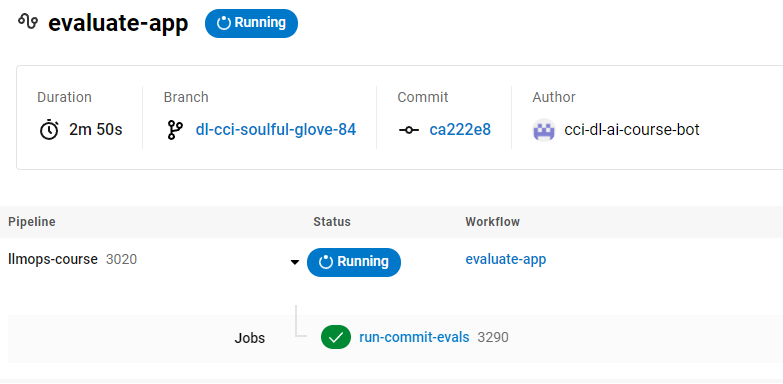 evaluate-app Running
Duration Branch Commit Author
2m 50s dl-cci-soulful-glove-84 ca222e8 cci-dl-ai-course-bot
Pipeline Status Workflow
llmops-course 3020 Running evaluate-app
Jobs run-commit-evals 3290